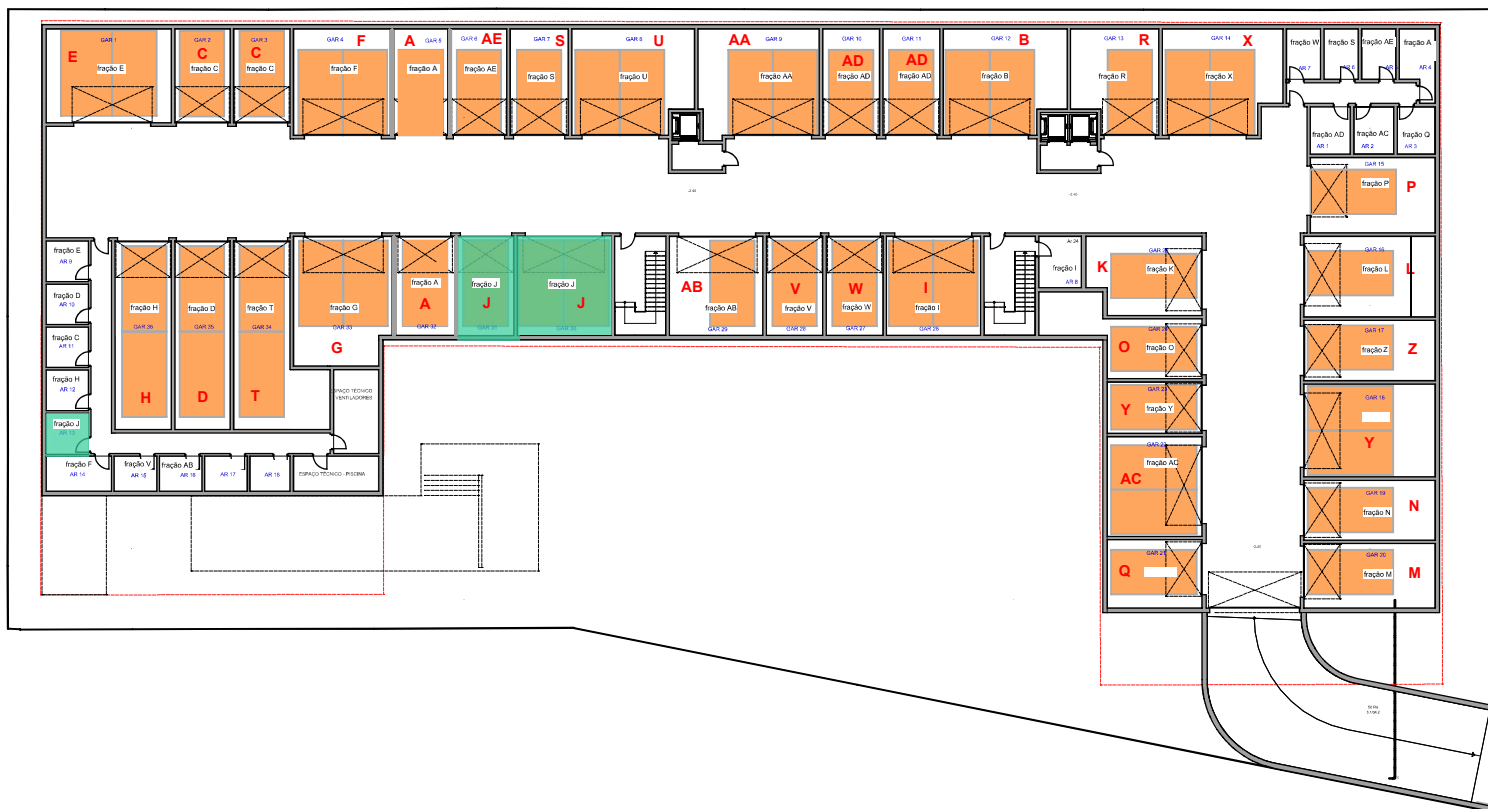 GAR 1
E
fração E
GAR 2
C
fração C
GAR 3
C
fração C
GAR 4
F
fração F
A
GAR 5
fração A
GAR 6
AE
fração AE
GAR 7
S
fração S
GAR 8
U
fração U
AA
GAR 9
fração AA
GAR 10
AD
fração AD
GAR 11
AD
fração AD
GAR 12
B
fração B
GAR 13
R
fração R
GAR 14
X
fração X
fração W
AR 7
fração S
AR 6
fração AE
fração A
AR 4
fração AD
AR 1
fração AC
AR 2
fração Q
AR 3
GAR 15
fração P
P
fração E
AR 9
fração D
AR 10
fração C
AR 11
fração H
AR 12
fração J
AR 13
fração F
AR 14
fração V
AR 15
fração AB
AR 16
AR 17
AR 18
ESPAÇO TÉCNICO - PISCINA
ESPAÇO TÉCNICO
VENTILADORES
fração H
GAR 36
H
fração D
GAR 35
D
fração T
GAR 34
T
fração G
GAR 33
G
fração A
A
GAR 32
fração J
J
fração J
J
AB
fração AB
GAR 29
V
fração V
GAR 28
W
fração W
GAR 27
I
fração I
Ar 24
fração I
AR 8
K
fração K
O
fração O
Y
fração Y
AC
fração AC
Q
GAR 16
fração L
L
GAR 17
fração Z
Z
Y
GAR 19
fração N
N
GAR 20
fração M
M